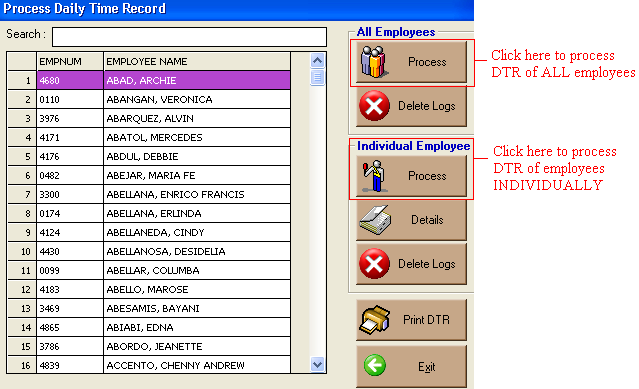 Process Daily Time Record
Search :
EMPNUM EMPLOYEE NAME
1 4680 ABAD, ARCHIE
2 0110 ABANGAN, VERONICA
3 3976 ABARQUEZ, ALVIN
4 4171 ABATOL, MERCEDES
5 4176 ABDUL, DEBBIE
6 0482 ABEJAR, MARIA FE
7 3300 ABELLANA, ENRICO FRANCIS
8 0174 ABELLANA, ERLINDA
9 4124 ABELLANEDA, CINDY
10 4430 ABELLANOSA, DESIDELIA
11 0099 ABELLAR, COLUMBA
12 4183 ABELLO, MAROSE
13 3469 ABESAMIS, BAYANI
14 4865 ABIABI, EDNA
15 3786 ABORDO, JEANETTE
16 4839 ACCENTO, CHENNY ANDREW
All Employees
Process
Delete Logs
Individual Employee
Process
Details
Delete Logs
Print DTR
Exit
Click here to process
DTR of ALL employees
Click here to process
DTR of employees
INDIVIDUALLY